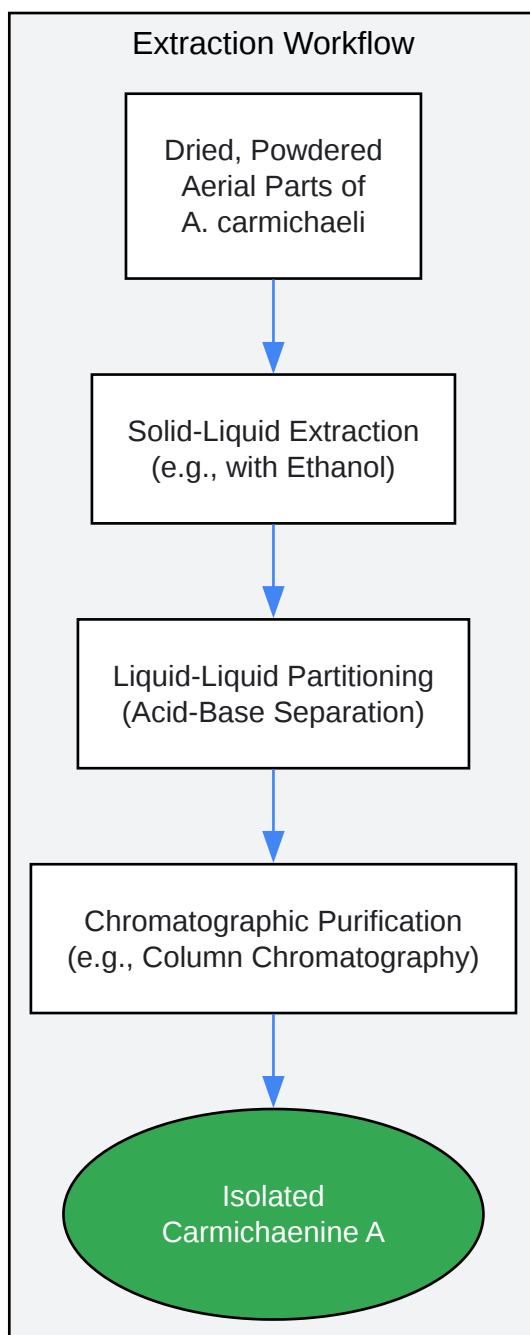 Extraction Workflow
Dried, Powdered
Aerial Parts of
A. carmichaeli
Solid-Liquid Extraction
(e.g., with Ethanol)
Liquid-Liquid Partitioning
(Acid-Base Separation)
Chromatographic Purification
(e.g., Column Chromatography)
Isolated
Carmichaenine A